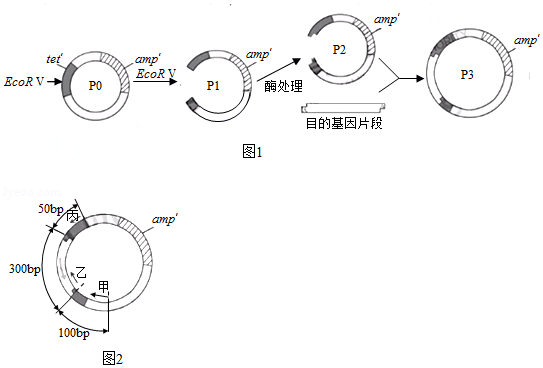 tet^r
amp^r
EcoR V
P0
EcoR V
amp^r
P1
酶处理
P2
amp^r
目的基因片段
P3
amp^r
图1
50bp
丙
amp^r
300bp
乙
甲
100bp
图2